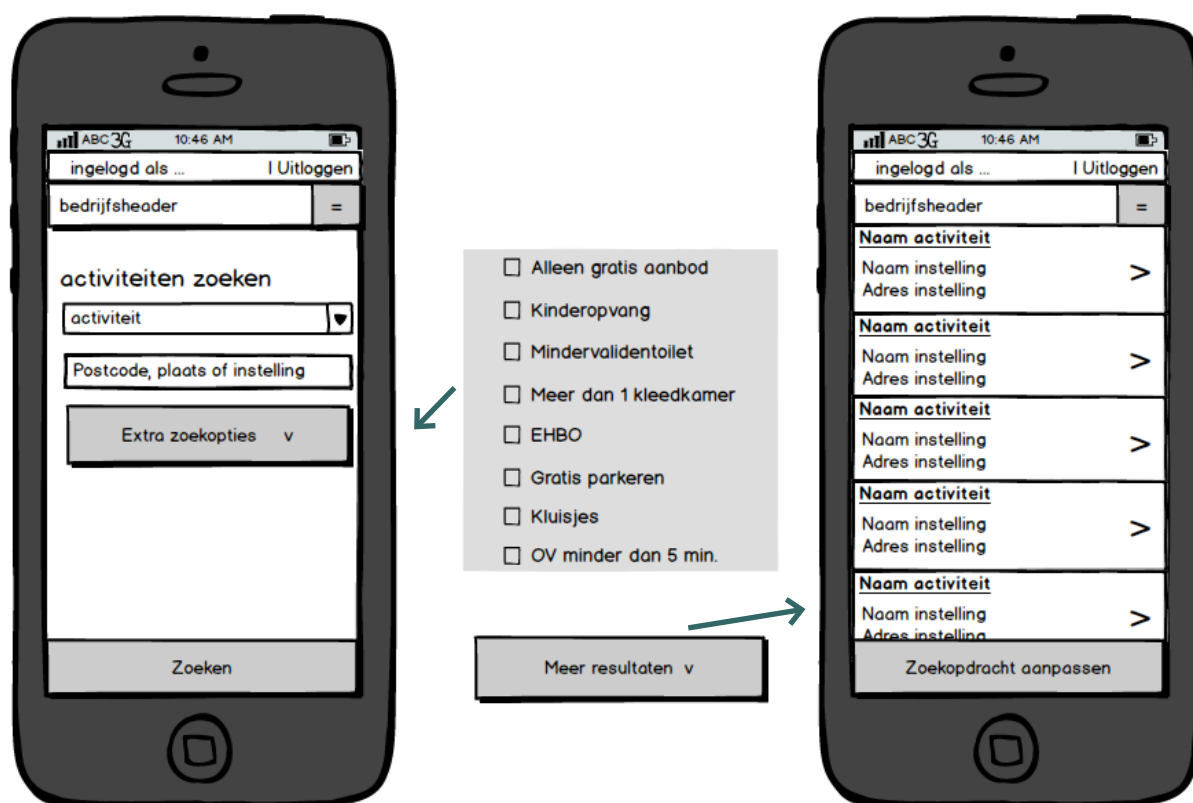 ABC 3G 10:46 AM
ingelogd als ... | Uitloggen
bedrijfsheader =
activiteiten zoeken
activiteit
Postcode, plaats of instelling
Extra zoekopties v
Zoeken
Alleen gratis aanbod
Kinderopvang
Mindervalidentoilet
Meer dan 1 kleedkamer
EHBO
Gratis parkeren
Kluisjes
OV minder dan 5 min.
Meer resultaten v
ABC 3G 10:46 AM
ingelogd als ... | Uitloggen
bedrijfsheader =
Naam activiteit
Naam instelling
Adres instelling
>
Naam activiteit
Naam instelling
Adres instelling
>
Naam activiteit
Naam instelling
Adres instelling
>
Naam activiteit
Naam instelling
Adres instelling
>
Naam activiteit
Naam instelling
Adres instelling
>
Zoekopdracht aanpassen